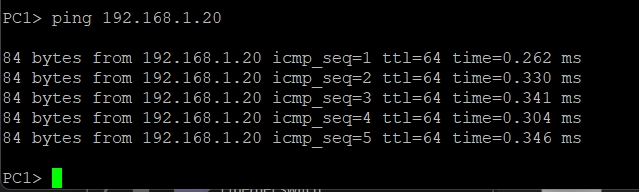 PC1> ping 192.168.1.20
84 bytes from 192.168.1.20 icmp_seq=1 ttl=64 time=0.262 ms
84 bytes from 192.168.1.20 icmp_seq=2 ttl=64 time=0.330 ms
84 bytes from 192.168.1.20 icmp_seq=3 ttl=64 time=0.341 ms
84 bytes from 192.168.1.20 icmp_seq=4 ttl=64 time=0.304 ms
84 bytes from 192.168.1.20 icmp_seq=5 ttl=64 time=0.346 ms
PC1>